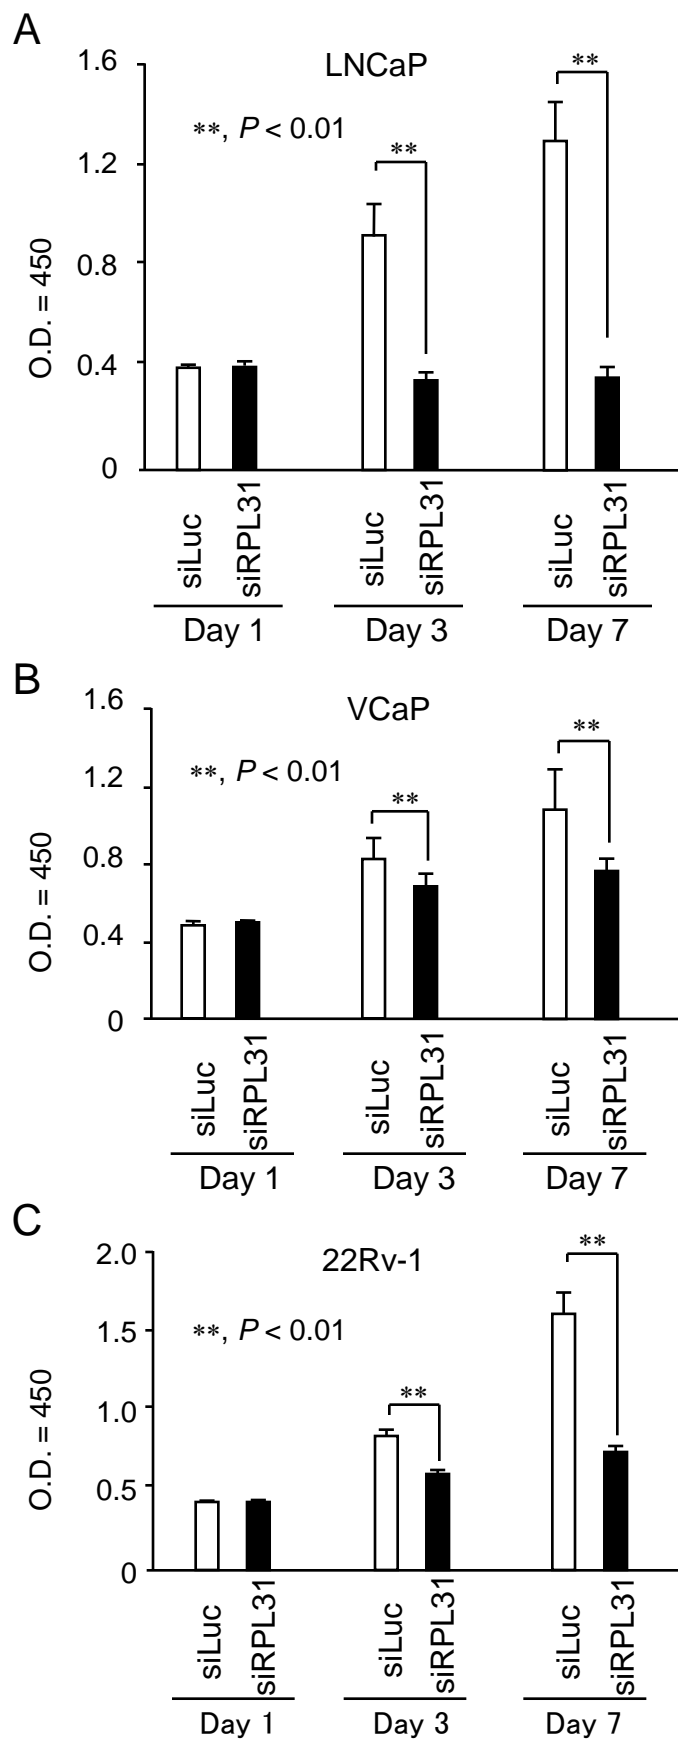 A
LNCaP
**, P < 0.01
**
**
O.D. = 450
1.6
1.2
0.8
0.4
0
siLuc
siRPL31
siLuc
siRPL31
siLuc
siRPL31
Day 1
Day 3
Day 7
B
VCaP
**, P < 0.01
**
**
O.D. = 450
1.6
1.2
0.8
0.4
0
siLuc
siRPL31
siLuc
siRPL31
siLuc
siRPL31
Day 1
Day 3
Day 7
C
22Rv-1
**, P < 0.01
**
**
O.D. = 450
2.0
1.5
1.0
0.5
0
siLuc
siRPL31
siLuc
siRPL31
siLuc
siRPL31
Day 1
Day 3
Day 7